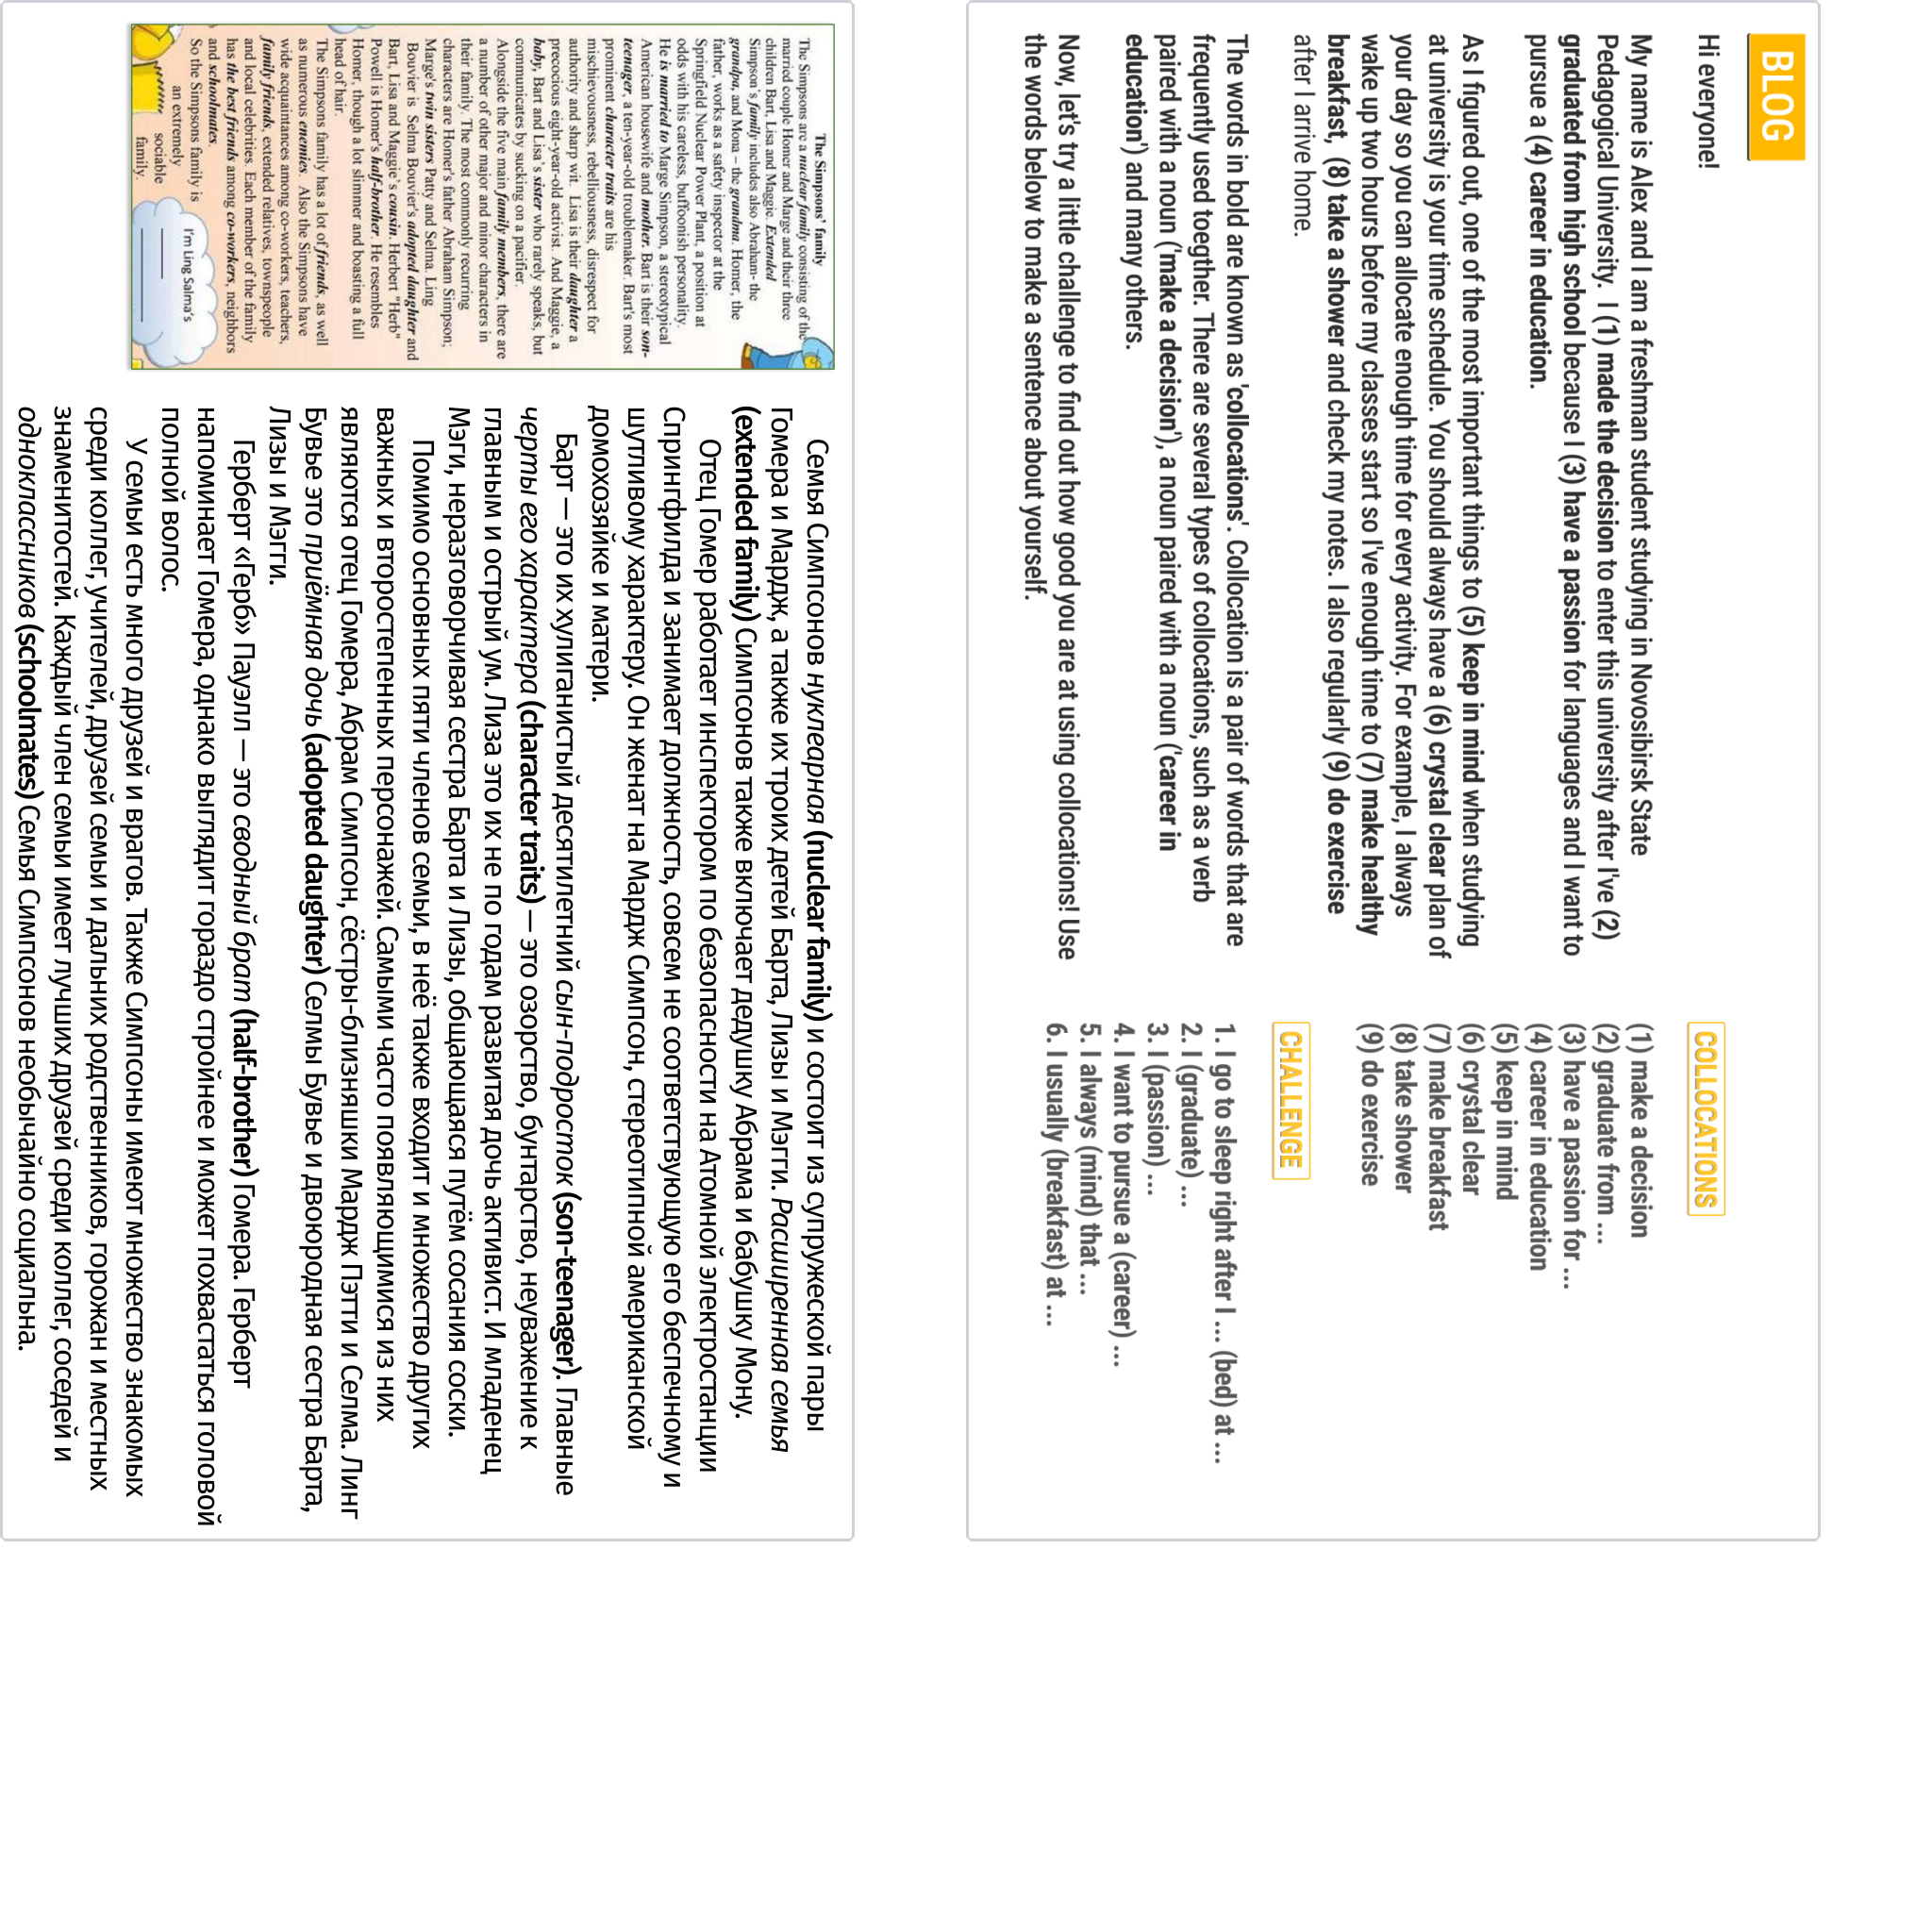 BLOG
Hi everyone!
My name is Alex and I am a freshman student studying in Novosibirsk State
Pedagogical University.  I (1) made the decision to enter this university after I've (2)
graduated from high school because I (3) have a passion for languages and I want to
pursue a (4) career in education.
As I figured out, one of the most important things to (5) keep in mind when studying
at university is your time schedule. You should always have a (6) crystal clear plan of
your day so you can allocate enough time for every activity. For example, I always
wake up two hours before my classes start so I've enough time to (7) make healthy
breakfast,  (8) take a shower and check my notes. I also regularly (9) do exercise
after I arrive home.
The words in bold are known as 'collocations'. Collocation is a pair of words that are
frequently used toegther. There are several types of collocations, such as a verb
paired with a noun ('make a decision'), a noun paired with a noun ('career in
education') and many others.
Now, let's try a little challenge to find out how good you are at using collocations! Use
the words below to make a sentence about yourself.
COLLOCATIONS
(1) make a decision
(2) graduate from ...
(3) have a passion for ...
(4) career in education
(5) keep in mind
(6) crystal clear
(7) make breakfast
(8) take shower
(9) do exercise
CHALLENGE
1. I go to sleep right after I ... (bed) at ...
2. I (graduate) ...
3. I (passion) ...
4. I want to pursue a (career) ...
5. I always (mind) that ...
6. I usually (breakfast) at ...
The Simpsons' family
The Simpsons are a nuclear family consisting of the
married couple Homer and Marge and their three
children Bart, Lisa and Maggie. Extended
Simpson's family includes also Abraham- the
grandpa, and Mona – the grandma. Homer, the
father, works as a safety inspector at the
Springfield Nuclear Power Plant, a position at
odds with his careless, buffoonish personality.
He is married to Marge Simpson, a stereotypical
American housewife and mother. Bart is their son-
teenager, a ten-year-old troublemaker. Bart's most
prominent character traits are his
mischievousness, rebelliousness, disrespect for
authority and sharp wit.  Lisa is their daughter a
precocious eight-year-old activist. And Maggie, a
baby, Bart and Lisa's sister who rarely speaks, but
communicates by sucking on a pacifier.
Alongside the five main family members, there are
a number of other major and minor characters in
their family. The most commonly recurring
characters are Homer's father Abraham Simpson;
Marge's twin sisters Patty and Selma. Ling
Bouvier is Selma Bouvier's adopted daughter and
Bart, Lisa and Maggie's cousin. Herbert "Herb"
Powell is Homer's half-brother. He resembles
Homer, though a lot slimmer and boasting a full
head of hair.
The Simpsons family has a lot of friends, as well
as numerous enemies. Also the Simpsons have
wide acquaintances among co-workers, teachers,
family friends, extended relatives, townspeople
and local celebrities. Each member of the family
has the best friends among co-workers, neighbors
and schoolmates.
So the Simpsons family is
an extremely
sociable
family.
I'm Ling Salma's
Семья Симпсонов нуклеарная (nuclear family) и состоит из супружеской пары
Гомера и Мардж, а также их троих детей Барта, Лизы и Мэгги. Расширенная семья
(extended family) Симпсонов также включает дедушку Абрама и бабушку Мону.
Отец Гомер работает инспектором по безопасности на Атомной электростанции
Спрингфилда и занимает должность, совсем не соответствующую его беспечному и
шутливому характеру. Он женат на Мардж Симпсон, стереотипной американской
домохозяйке и матери.
Барт — это их хулиганистый десятилетний сын-подросток (son-teenager). Главные
черты его характера (character traits) — это озорство, бунтарство, неуважение к
главным и острый ум. Лиза это их не по годам развитая дочь активист. И младенец
Мэги, неразговорчивая сестра Барта и Лизы, общающаяся путём сосания соски.
Помимо основных пяти членов семьи, в неё также входит и множество других
важных и второстепенных персонажей. Самыми часто появляющимися из них
являются отец Гомера, Абрам Симпсон, сёстры-близняшки Мардж Пэтти и Селма. Линг
Бувье это приёмная дочь (adopted daughter) Селмы Бувье и двоюродная сестра Барта,
Лизы и Мэгги.
Герберт «Герб» Пауэлл — это сводный брат (half-brother) Гомера. Герберт
напоминает Гомера, однако выглядит гораздо стройнее и может похвастаться головой
полной волос.
У семьи есть много друзей и врагов. Также Симпсоны имеют множество знакомых
среди коллег, учителей, друзей семьи и дальних родственников, горожан и местных
знаменитостей. Каждый член семьи имеет лучших друзей среди коллег, соседей и
одноклассников (schoolmates) Семья Симпсонов необычайно социальна.